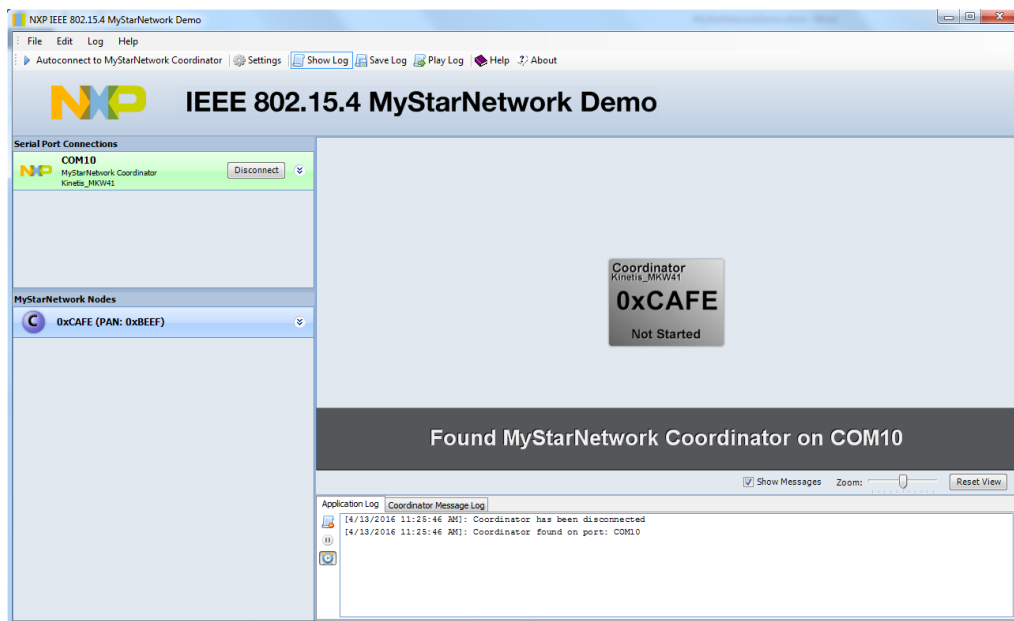 NXP IEEE 802.15.4 MyStarNetwork Demo
File Edit Log Help
Autoconnect to MyStarNetwork Coordinator Settings Show Log Save Log Play Log Help About
NXP IEEE 802.15.4 MyStarNetwork Demo
Serial Port Connections
NXP
COM10
MyStarNetwork Coordinator
Kinetis_MKW41
Disconnect
Coordinator
Kinetis_MKW41
0xCAFE
Not Started
MyStarNetwork Nodes
C 0xCAFE (PAN: 0xBEEF)
Found MyStarNetwork Coordinator on COM10
Show Messages Zoom: Reset View
Application Log Coordinator Message Log
[4/13/2016 11:25:46 AM]: Coordinator has been disconnected
[4/13/2016 11:25:46 AM]: Coordinator found on port: COM10